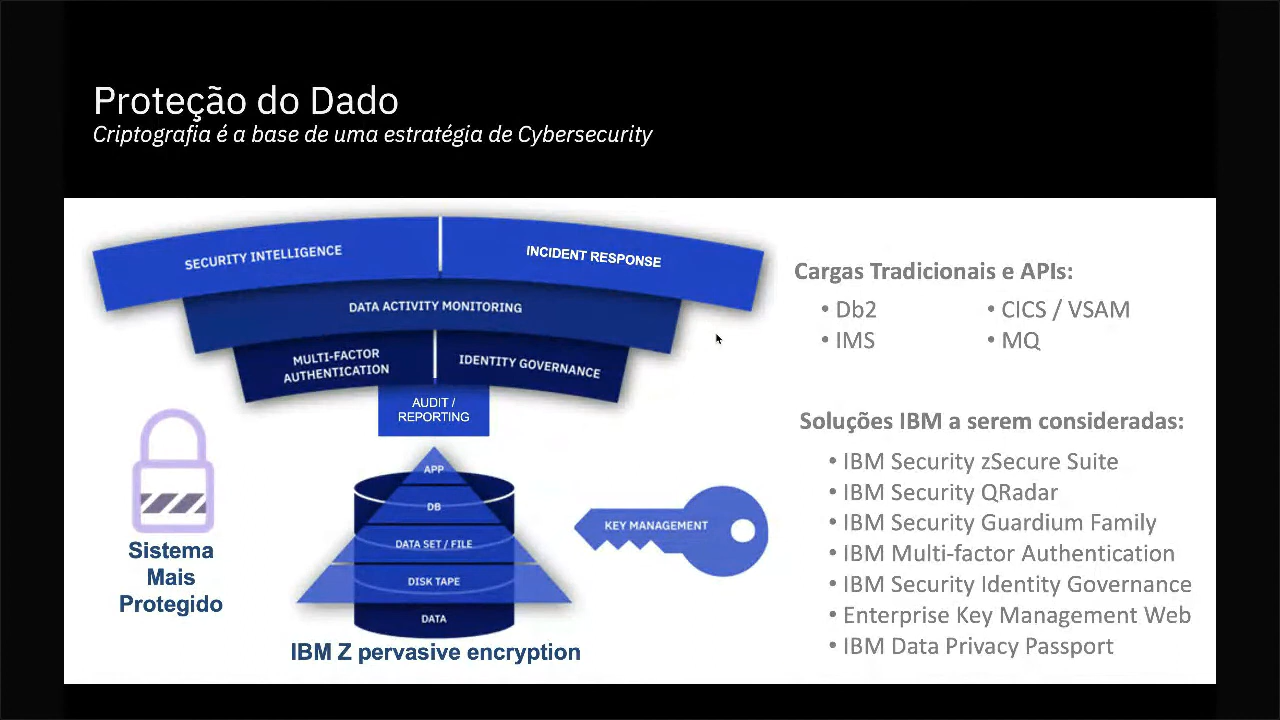 Proteção do Dado
Criptografia é a base de uma estratégia de Cybersecurity
SECURITY INTELLIGENCE
INCIDENT RESPONSE
DATA ACTIVITY MONITORING
MULTI-FACTOR
AUTHENTICATION
IDENTITY GOVERNANCE
AUDIT /
REPORTING
APP
DB
DATA SET / FILE
DISK TAPE
DATA
IBM Z pervasive encryption
KEY MANAGEMENT
Sistema
Mais
Protegido
Cargas Tradicionais e APIs:
• Db2
• IMS
• CICS / VSAM
• MQ
Soluções IBM a serem consideradas:
• IBM Security zSecure Suite
• IBM Security QRadar
• IBM Security Guardium Family
• IBM Multi-factor Authentication
• IBM Security Identity Governance
• Enterprise Key Management Web
• IBM Data Privacy Passport